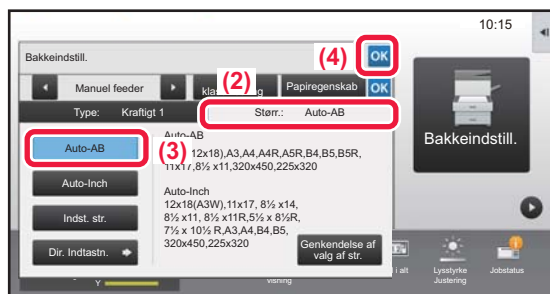 10:15
Bakkeindstill.
(4)
OK
Manuel feeder
(2)
Papiregenskab
OK
Type: Kraftigt 1
Større.: Auto-AB
Bakkeindstill.
Auto-AB
(3)
Auto-AB
12x18),A3,A4,A4R,A5R,B4,B5,B5R,
11x17,8½ x11,320x450,225x320
Auto-Inch
Auto-Inch
12x18(A3W),11x17, 8½ x14,
8½ x11, 8½ x11R,5½ x 8½R,
7½ x 10½ R,A3,A4,B4,B5,
320x450,225x320
Indst. str.
Dir. Indtastn.
Genkendelse af
valg af str.
i alt
Lysstyrke
Justering
Jobstatus
Y
visning